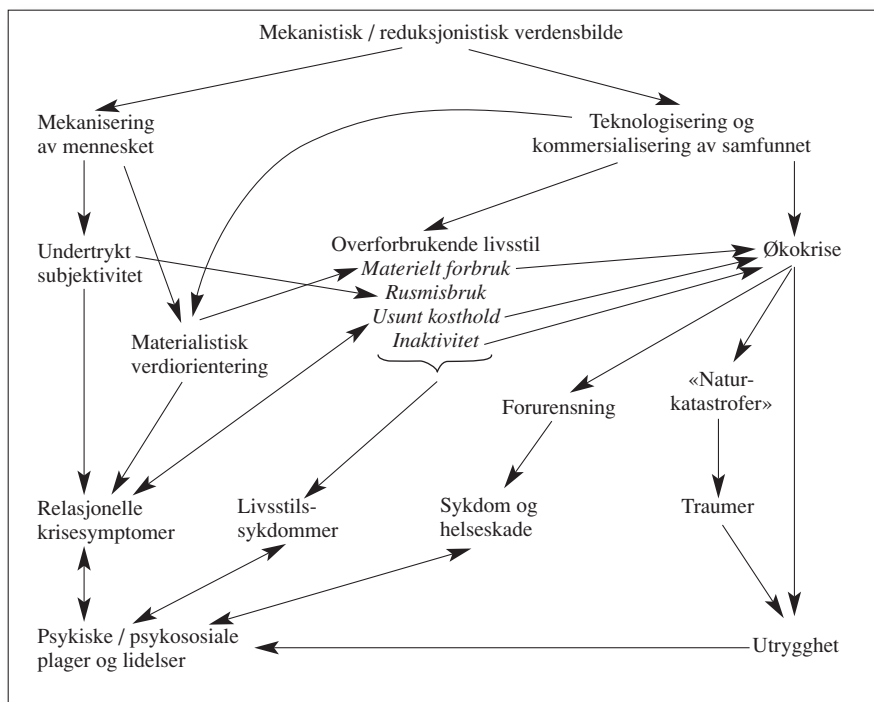 Mekanistisk / reduksjonistisk verdensbilde
Mekanisering
av mennesket
Teknologisering og
kommersialisering av samfunnet
Undertrykt
subjektivitet
Overforbrukende livsstil
Materielt forbruk
Rusmisbruk
Usunt kosthold
Inaktivitet
Økokrise
Materialistisk
verdiorientering
Forurensning
«Natur-
katastrofer»
Relasjonelle
krisesymptomer
Livsstils-
sykdommer
Sykdom og
helseskade
Traumer
Psykiske / psykososiale
plager og lidelser
Utrygghet